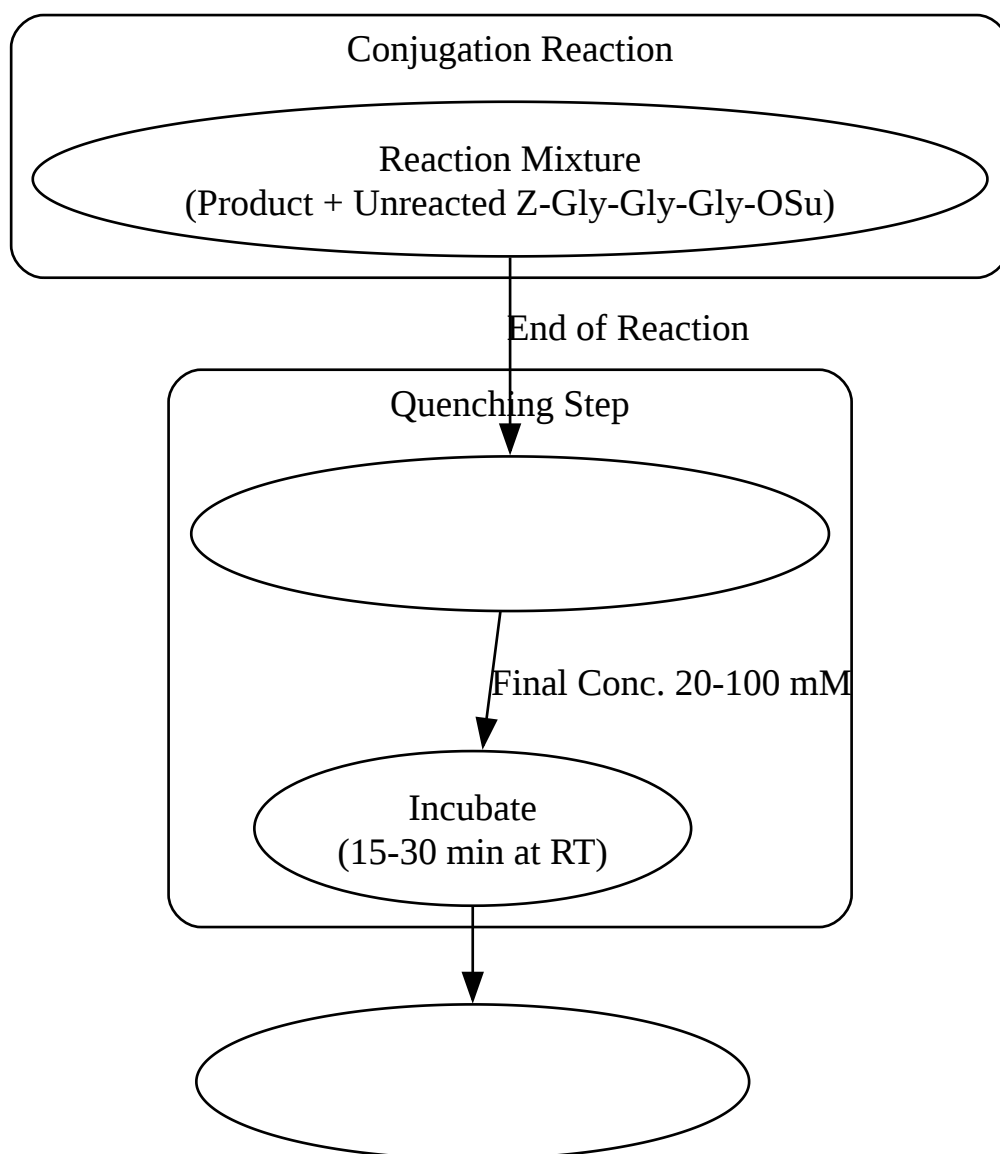 Conjugation Reaction
Reaction Mixture
(Product + Unreacted Z-Gly-Gly-Gly-OSu)
End of Reaction
Quenching Step
Final Conc. 20-100 mM
Incubate
(15-30 min at RT)